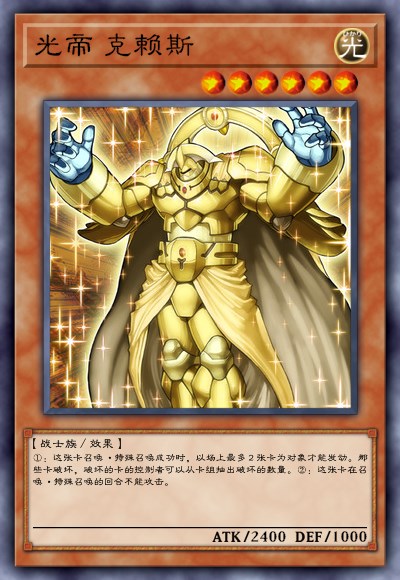 光帝 克赖斯
光
【战士族/效果】
①：这张卡召唤·特殊召唤成功时，以场上最多2张卡为对象才能发动。那
些卡破坏，破坏的卡的控制者可以从卡组抽出破坏的数量。②：这张卡在召
唤·特殊召唤的回合不能攻击。
ATK/2400 DEF/1000